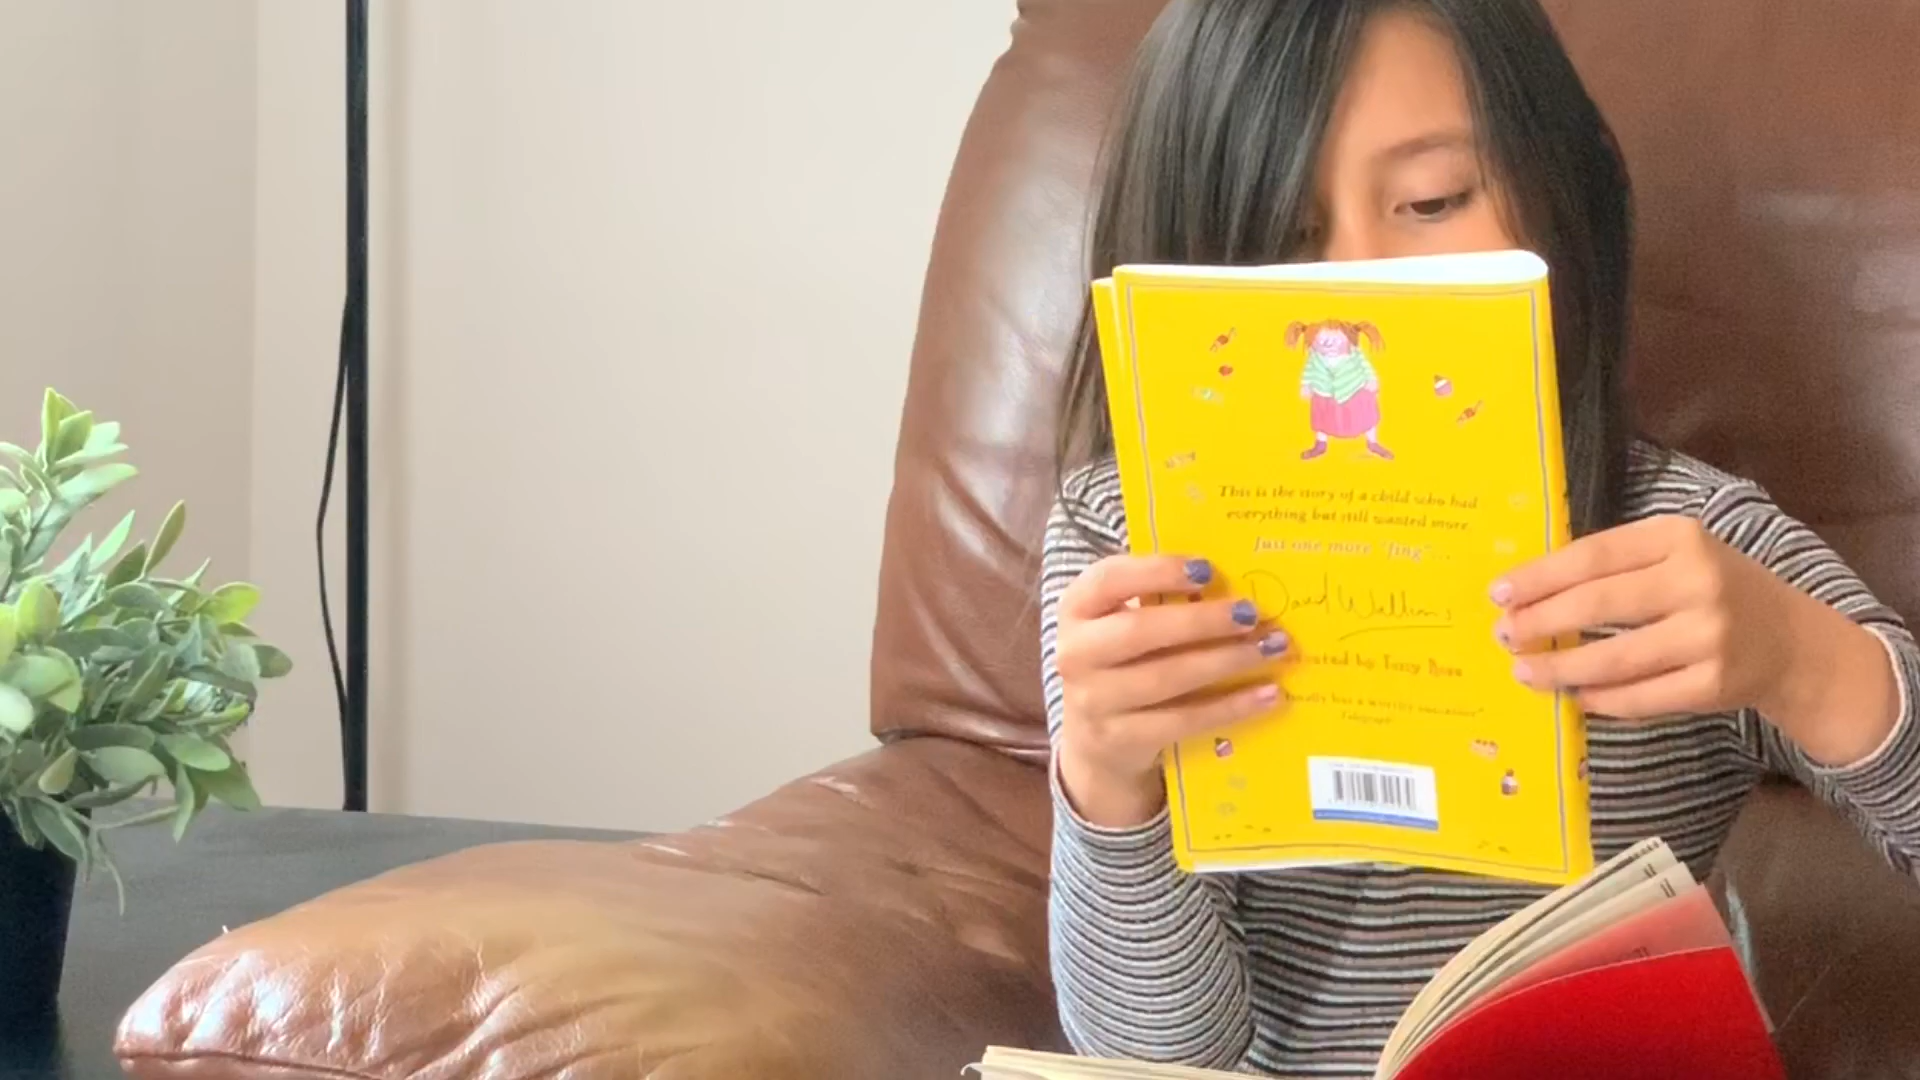 This is the story of a child who had
everything but still wanted more.
Just one more "fing"...
David Walliams
by Tony Ross
Telegraph